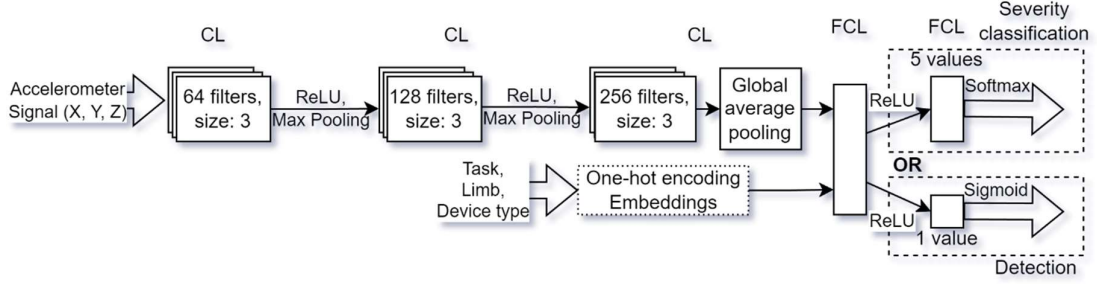 CL
CL
CL
FCL
FCL
Severity
classification
Accelerometer
Signal (X, Y, Z)
64 filters,
size: 3
ReLU,
Max Pooling
128 filters,
size: 3
ReLU,
Max Pooling
256 filters,
size: 3
Global
average
pooling
ReLU
5 values
Softmax
OR
Task,
Limb,
Device type
One-hot encoding
Embeddings
ReLU
Sigmoid
1 value
Detection